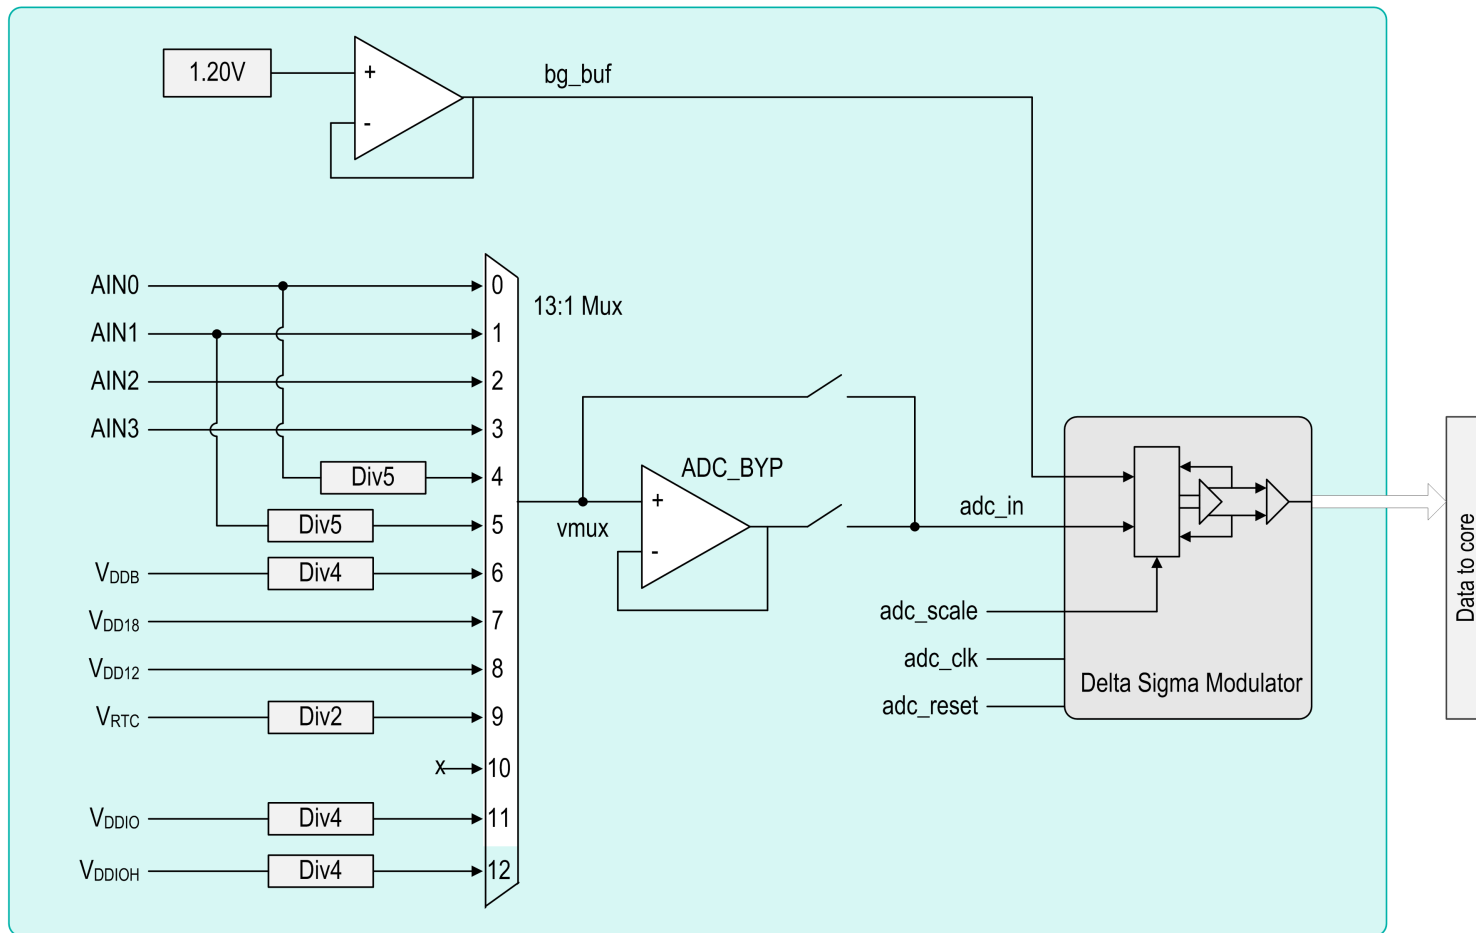 1.20V
+
-
bg_buf
AIN0
0
13:1 Mux
AIN1
1
AIN2
2
AIN3
3
Div5
4
ADC_BYP
+
-
vmux
adc_in
Div5
5
VDDB
Div4
6
VDD18
7
adc_scale
VDD12
8
adc_clk
Delta Sigma Modulator
VRTC
Div2
9
adc_reset
x
10
VDDIO
Div4
11
VDDIOH
Div4
12
Data to core